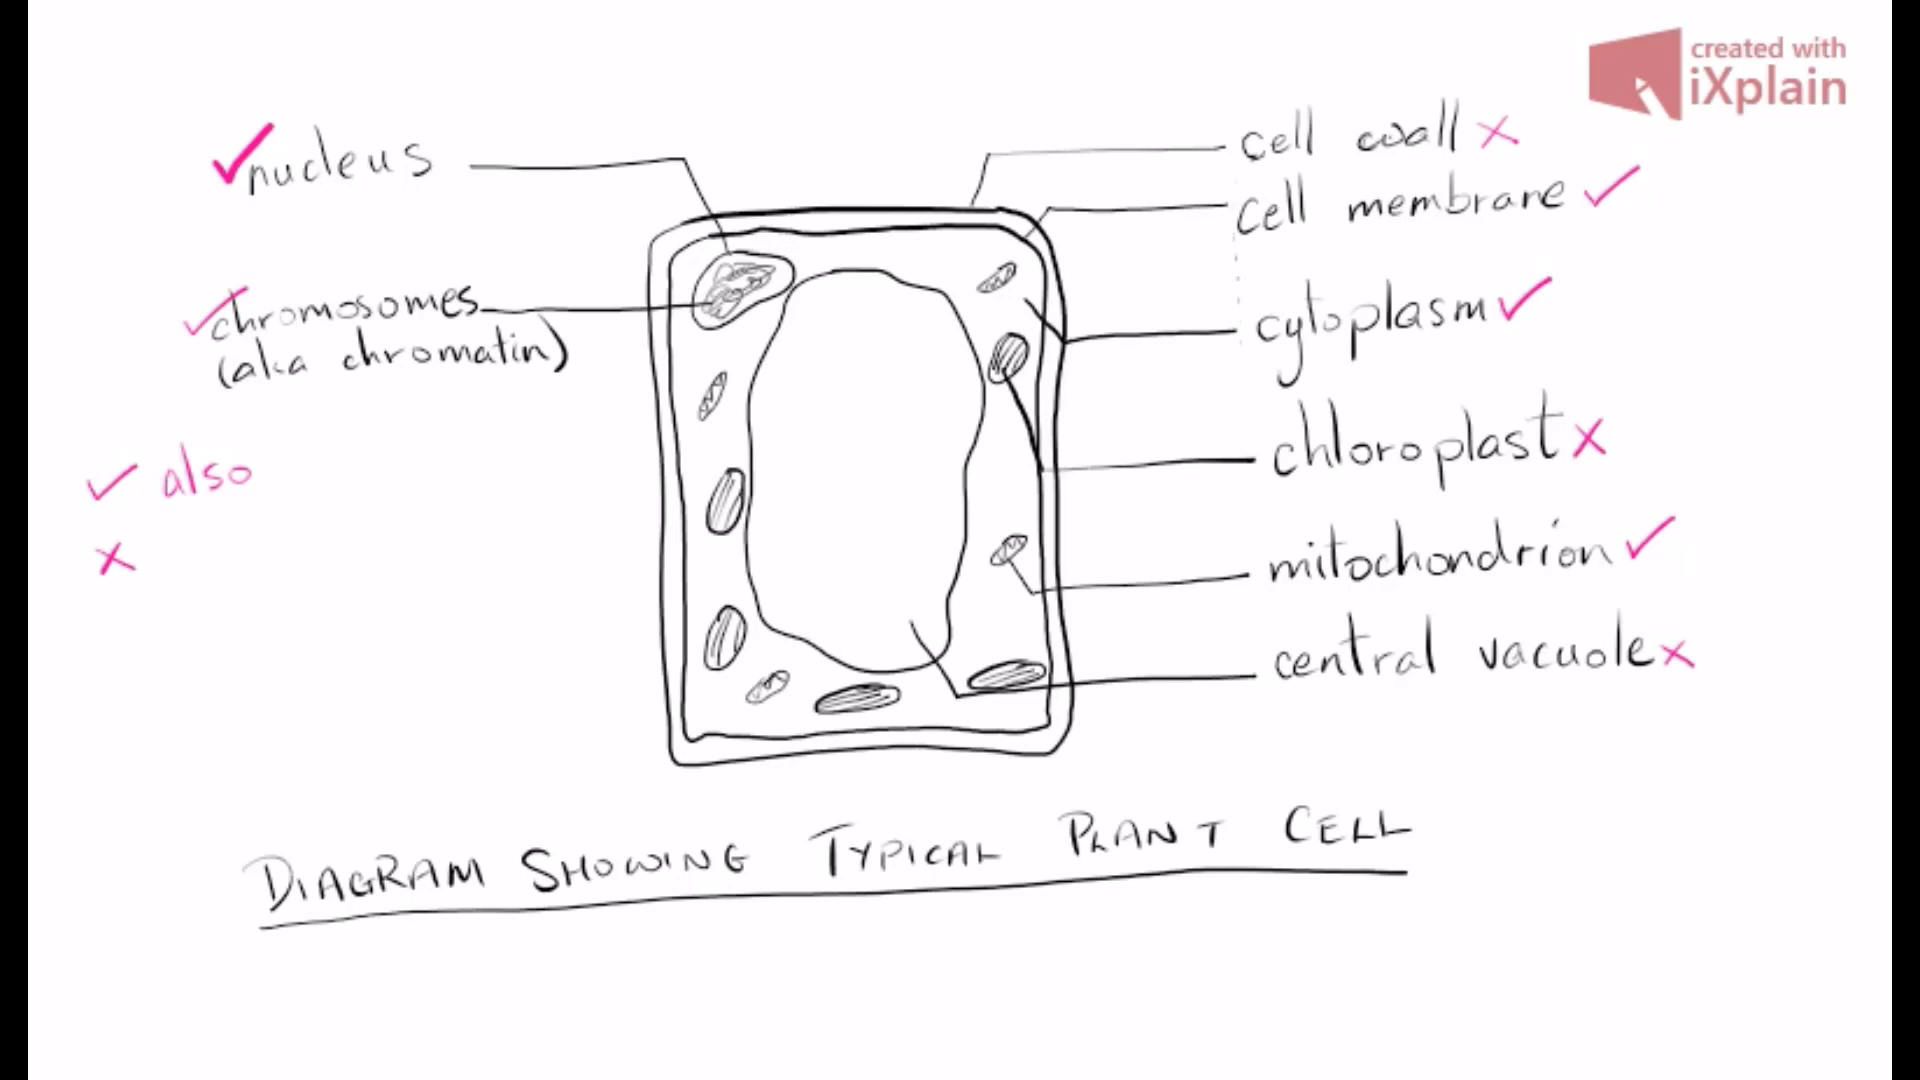 created with
iXplain
✓nucleus
✓chromosomes
(aka chromatin)
✓ also
×
cell wall ×
cell membrane ✓
cytoplasm ✓
chloroplast ×
mitochondrion ✓
central vacuole ×
DIAGRAM SHOWING TYPICAL PLANT CELL